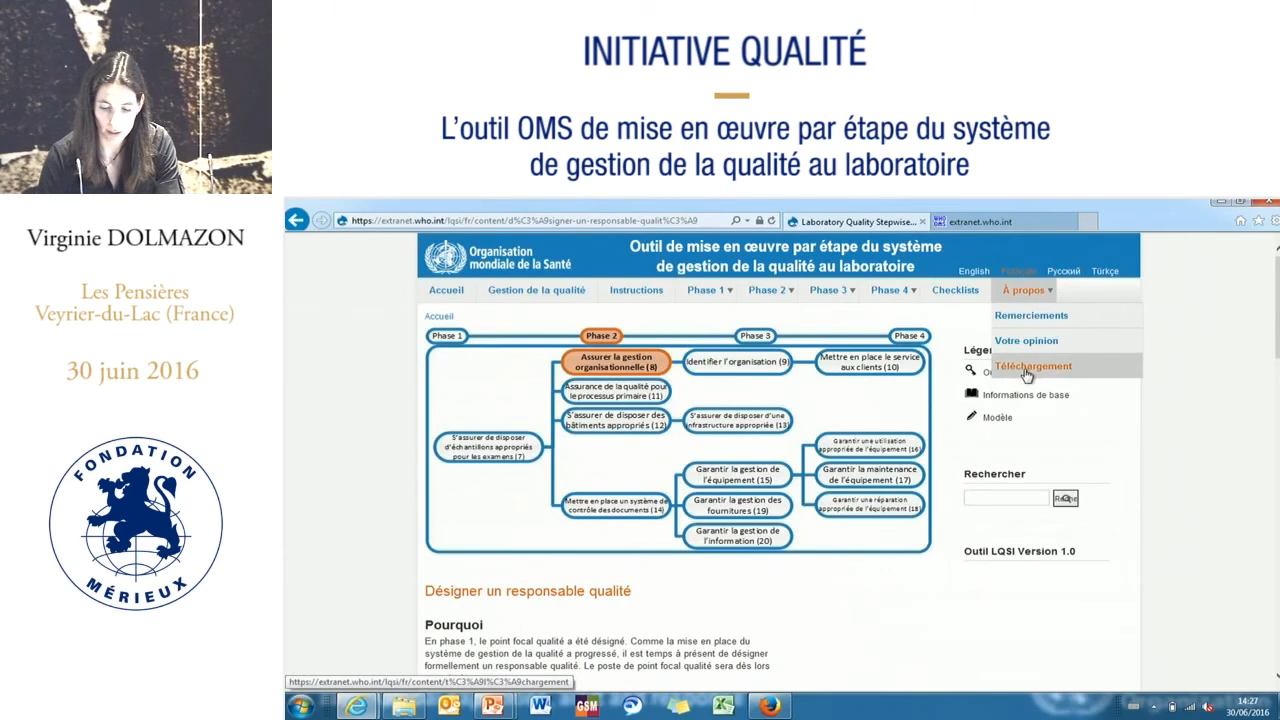 INITIATIVE QUALITÉ
L'outil OMS de mise en œuvre par étape du système
de gestion de la qualité au laboratoire
Virginie DOLMAZON
Les Pensières
Veyrier-du-Lac (France)
30 juin 2016
FONDATION
MÉRIEUX
https://extranet.who.int/lqsi/fr/content/d%C3%A9signer-un-responsable-qualit%C3%A9
Laboratory Quality Stepwise...
extranet.who.int
Organisation
mondiale de la Santé
Outil de mise en œuvre par étape du système
de gestion de la qualité au laboratoire
English Français Русский Türkçe
Accueil Gestion de la qualité Instructions Phase 1 Phase 2 Phase 3 Phase 4 Checklists À propos
Remerciements
Votre opinion
Téléchargement
Accueil
Phase 1 Phase 2 Phase 3 Phase 4
Assurer la gestion
organisationnelle (8)
Identifier l'organisation (9)
Mettre en place le service
aux clients (10)
Assurance de la qualité pour
le processus primaire (11)
S'assurer de disposer des
bâtiments appropriés (12)
S'assurer de disposer d'une
infrastructure appropriée (13)
S'assurer de disposer
d'échantillons appropriés
pour les examens (7)
Garantir une utilisation
appropriée de l'équipement (16)
Garantir la gestion de
l'équipement (15)
Garantir la maintenance
de l'équipement (17)
Mettre en place un système de
contrôle des documents (14)
Garantir la gestion des
fournitures (19)
Garantir une réparation
appropriée de l'équipement (18)
Garantir la gestion de
l'information (20)
Informations de base
Modèle
Rechercher
Outil LQSI Version 1.0
Désigner un responsable qualité
Pourquoi
En phase 1, le point focal qualité a été désigné. Comme la mise en place du
système de gestion de la qualité a progressé, il est temps à présent de désigner
formellement un responsable qualité. Le poste de point focal qualité sera dès lors
https://extranet.who.int/lqsi/fr/content/t%C3%A9l%C3%A9chargement
GSM
14:27
30/06/2016